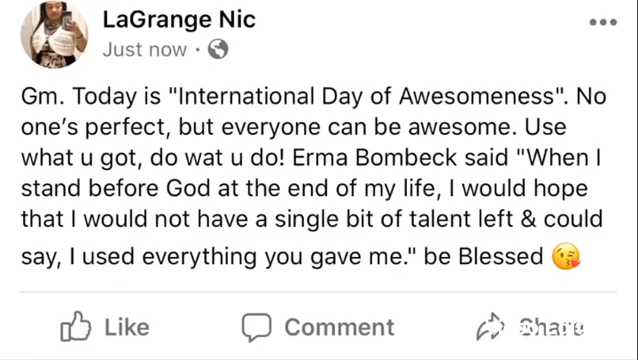 LaGrange Nic
Just now ·
Gm. Today is "International Day of Awesomeness". No
one's perfect, but everyone can be awesome. Use
what u got, do wat u do! Erma Bombeck said "When I
stand before God at the end of my life, I would hope
that I would not have a single bit of talent left & could
say, I used everything you gave me." be Blessed 😘
Like Comment